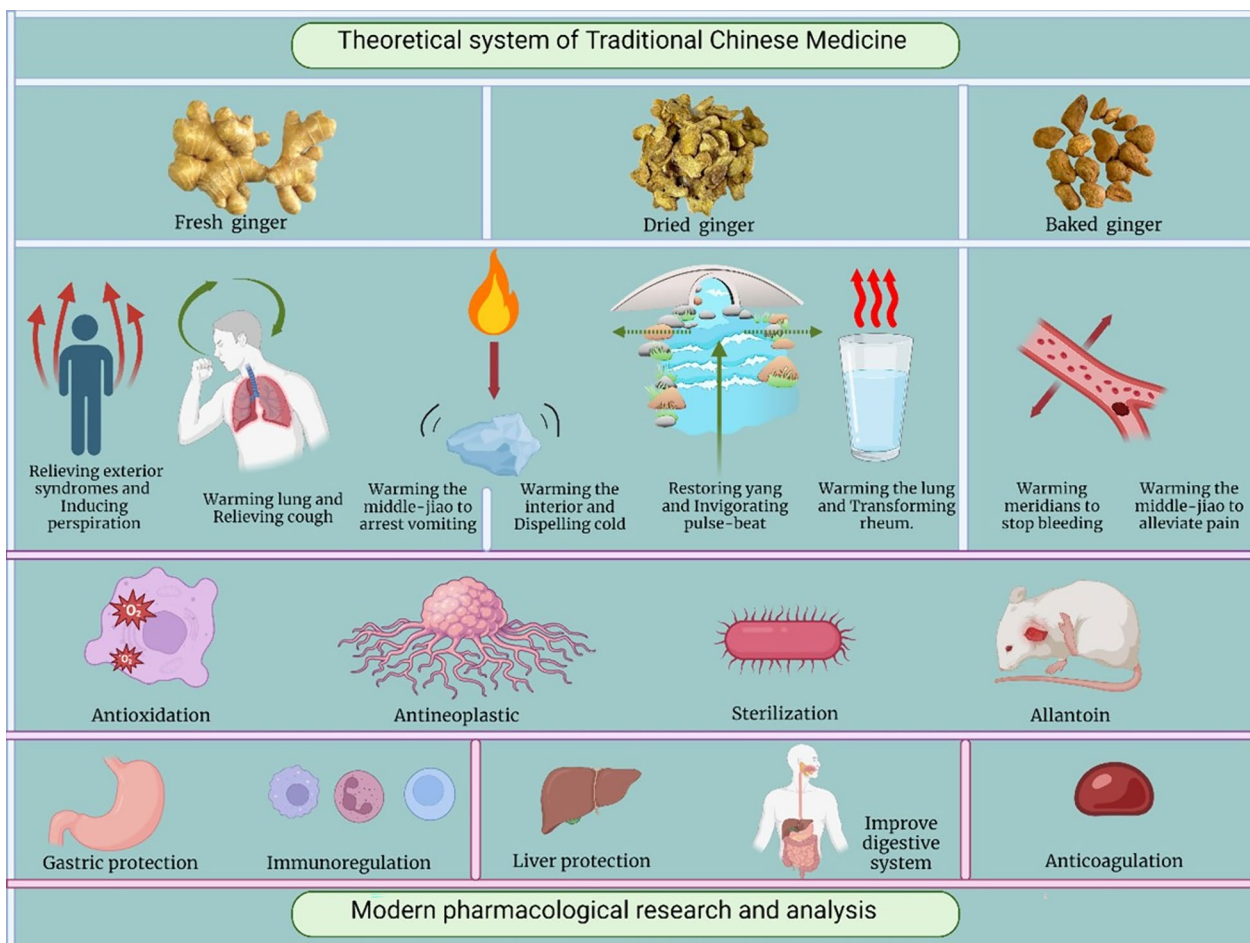 Theoretical system of Traditional Chinese Medicine
Fresh ginger
Dried ginger
Baked ginger
Relieving exterior
syndromes and
Inducing
perspiration
Warming lung and
Relieving cough
Warming the
middle-jiao to
arrest vomiting
Warming the
interior and
Dispelling cold
Restoring yang
and Invigorating
pulse-beat
Warming the lung
and Transforming
rheum.
Warming
meridians to
stop bleeding
Warming the
middle-jiao to
alleviate pain
·O₂⁻
·O₂⁻
Antioxidation
Antineoplastic
Sterilization
Allantoin
Gastric protection
Immunoregulation
Liver protection
Improve
digestive
system
Anticoagulation
Modern pharmacological research and analysis